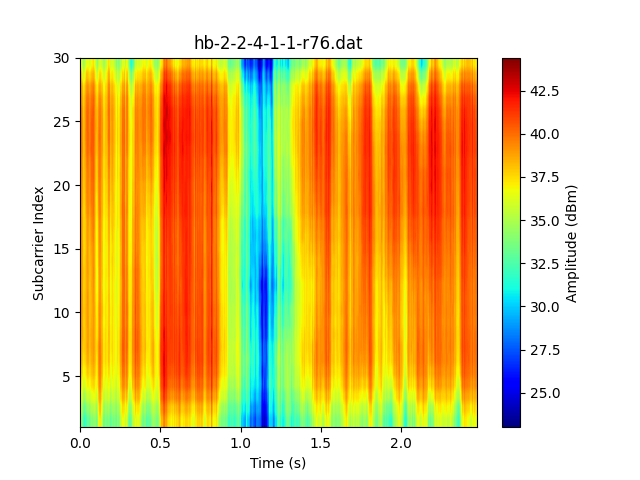 hb-2-2-4-1-1-r76.dat
30
25
20
15
10
5
Subcarrier Index
0.0 0.5 1.0 1.5 2.0
Time (s)
42.5
40.0
37.5
35.0
32.5
30.0
27.5
25.0
Amplitude (dBm)